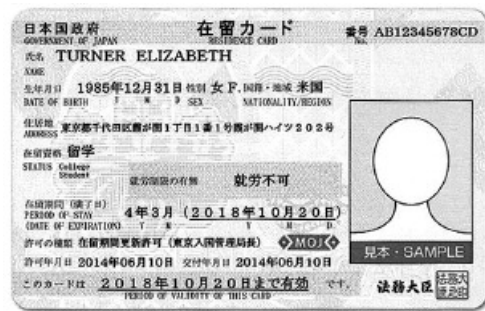 日本国政府 在留カード 番号 AB12345678CD
GOVERNMENT OF JAPAN RESIDENCE CARD No.
氏名 TURNER ELIZABETH
NAME
生年月日 1985年12月31日 性別 女 F. 国籍・地域 米国
DATE OF BIRTH Y M D SEX NATIONALITY/REGION
住居地 東京都千代田区霞が関1丁目1番1号霞が関ハイツ202号
ADDRESS
在留資格 留学
STATUS College Student
就労制限の有無 就労不可
在留期間(満了日) 4年3月(2018年10月20日)
PERIOD OF STAY
(DATE OF EXPIRATION) Y M Y M D
許可の種類 在留期間更新許可(東京入国管理局長) MOJ
見本・SAMPLE
許可年月日 2014年06月10日 交付年月日 2014年06月10日
このカードは 2018年10月20日まで有効 です。 法務大臣
PERIOD OF VALIDITY OF THIS CARD